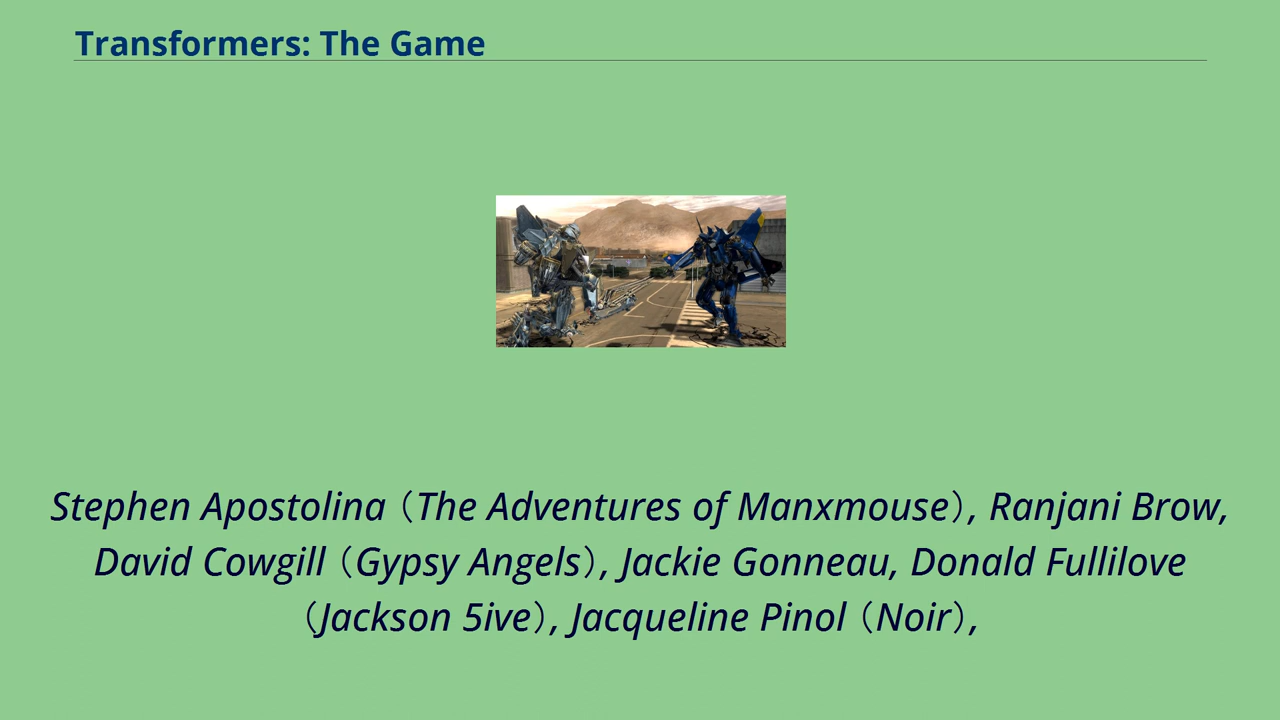 Transformers: The Game
Stephen Apostolina（The Adventures of Manxmouse）, Ranjani Brow,
David Cowgill（Gypsy Angels）, Jackie Gonneau, Donald Fullilove
（Jackson 5ive）, Jacqueline Pinol（Noir）,